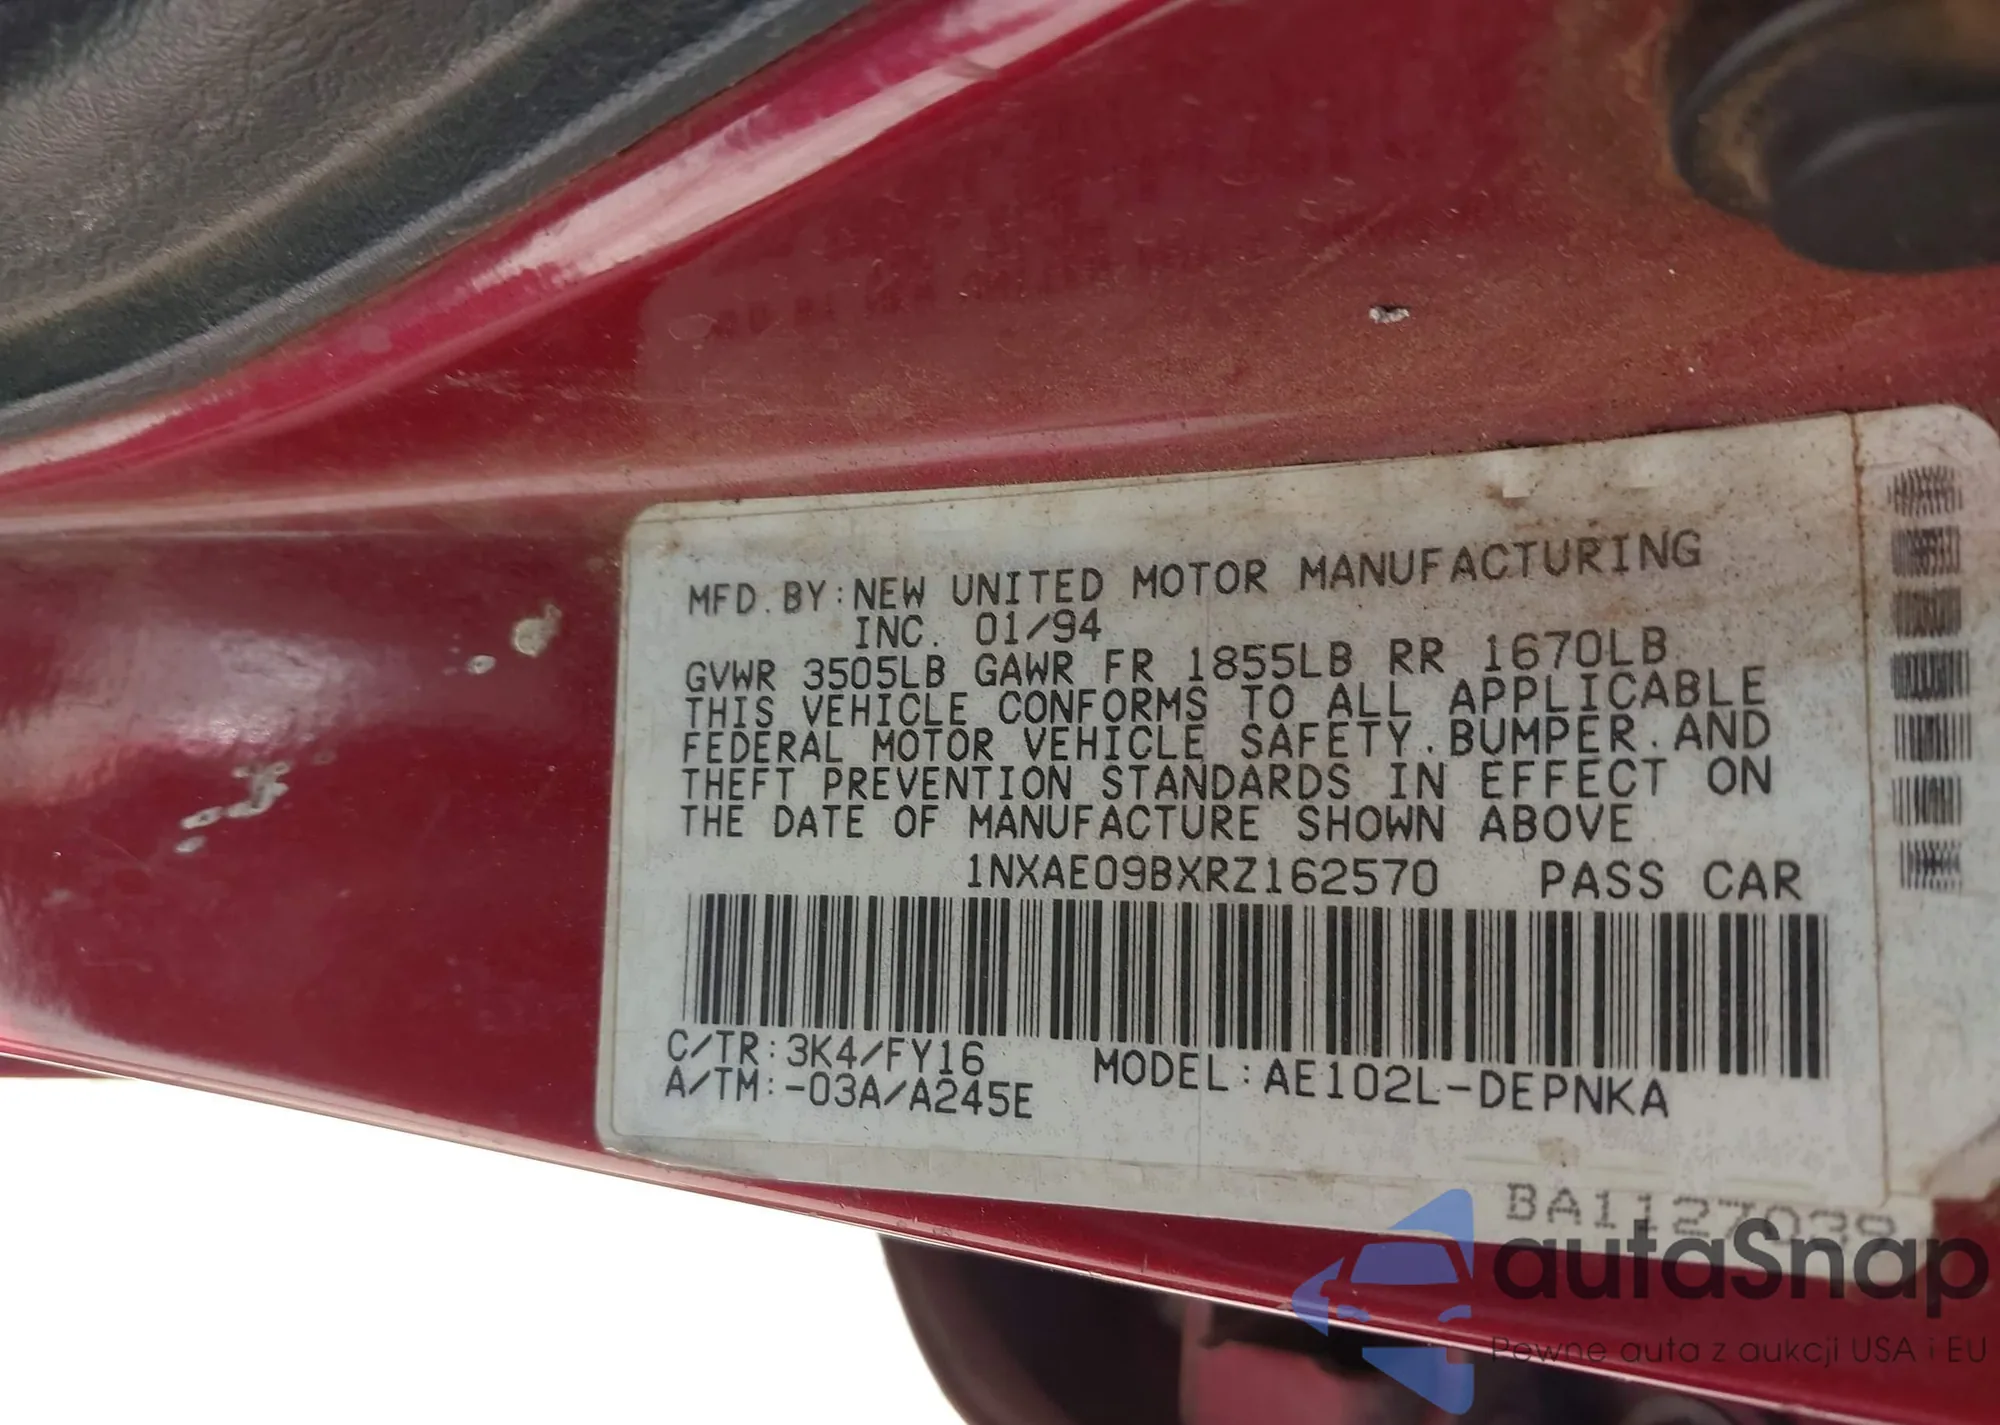 MFD. BY: NEW UNITED MOTOR MANUFACTURING
INC. 01/94
GVWR 3505LB GAWR FR 1855LB RR 1670LB
THIS VEHICLE CONFORMS TO ALL APPLICABLE
FEDERAL MOTOR VEHICLE SAFETY. BUMPER. AND
THEFT PREVENTION STANDARDS IN EFFECT ON
THE DATE OF MANUFACTURE SHOWN ABOVE
1NXAE09BXRZ162570 PASS CAR
C/TR: 3K4/FY16
A/TM: -03A/A245E
MODEL: AE102L-DEPNKA
BA1127039
autaSnap
Pewne auta z aukcji USA i EU